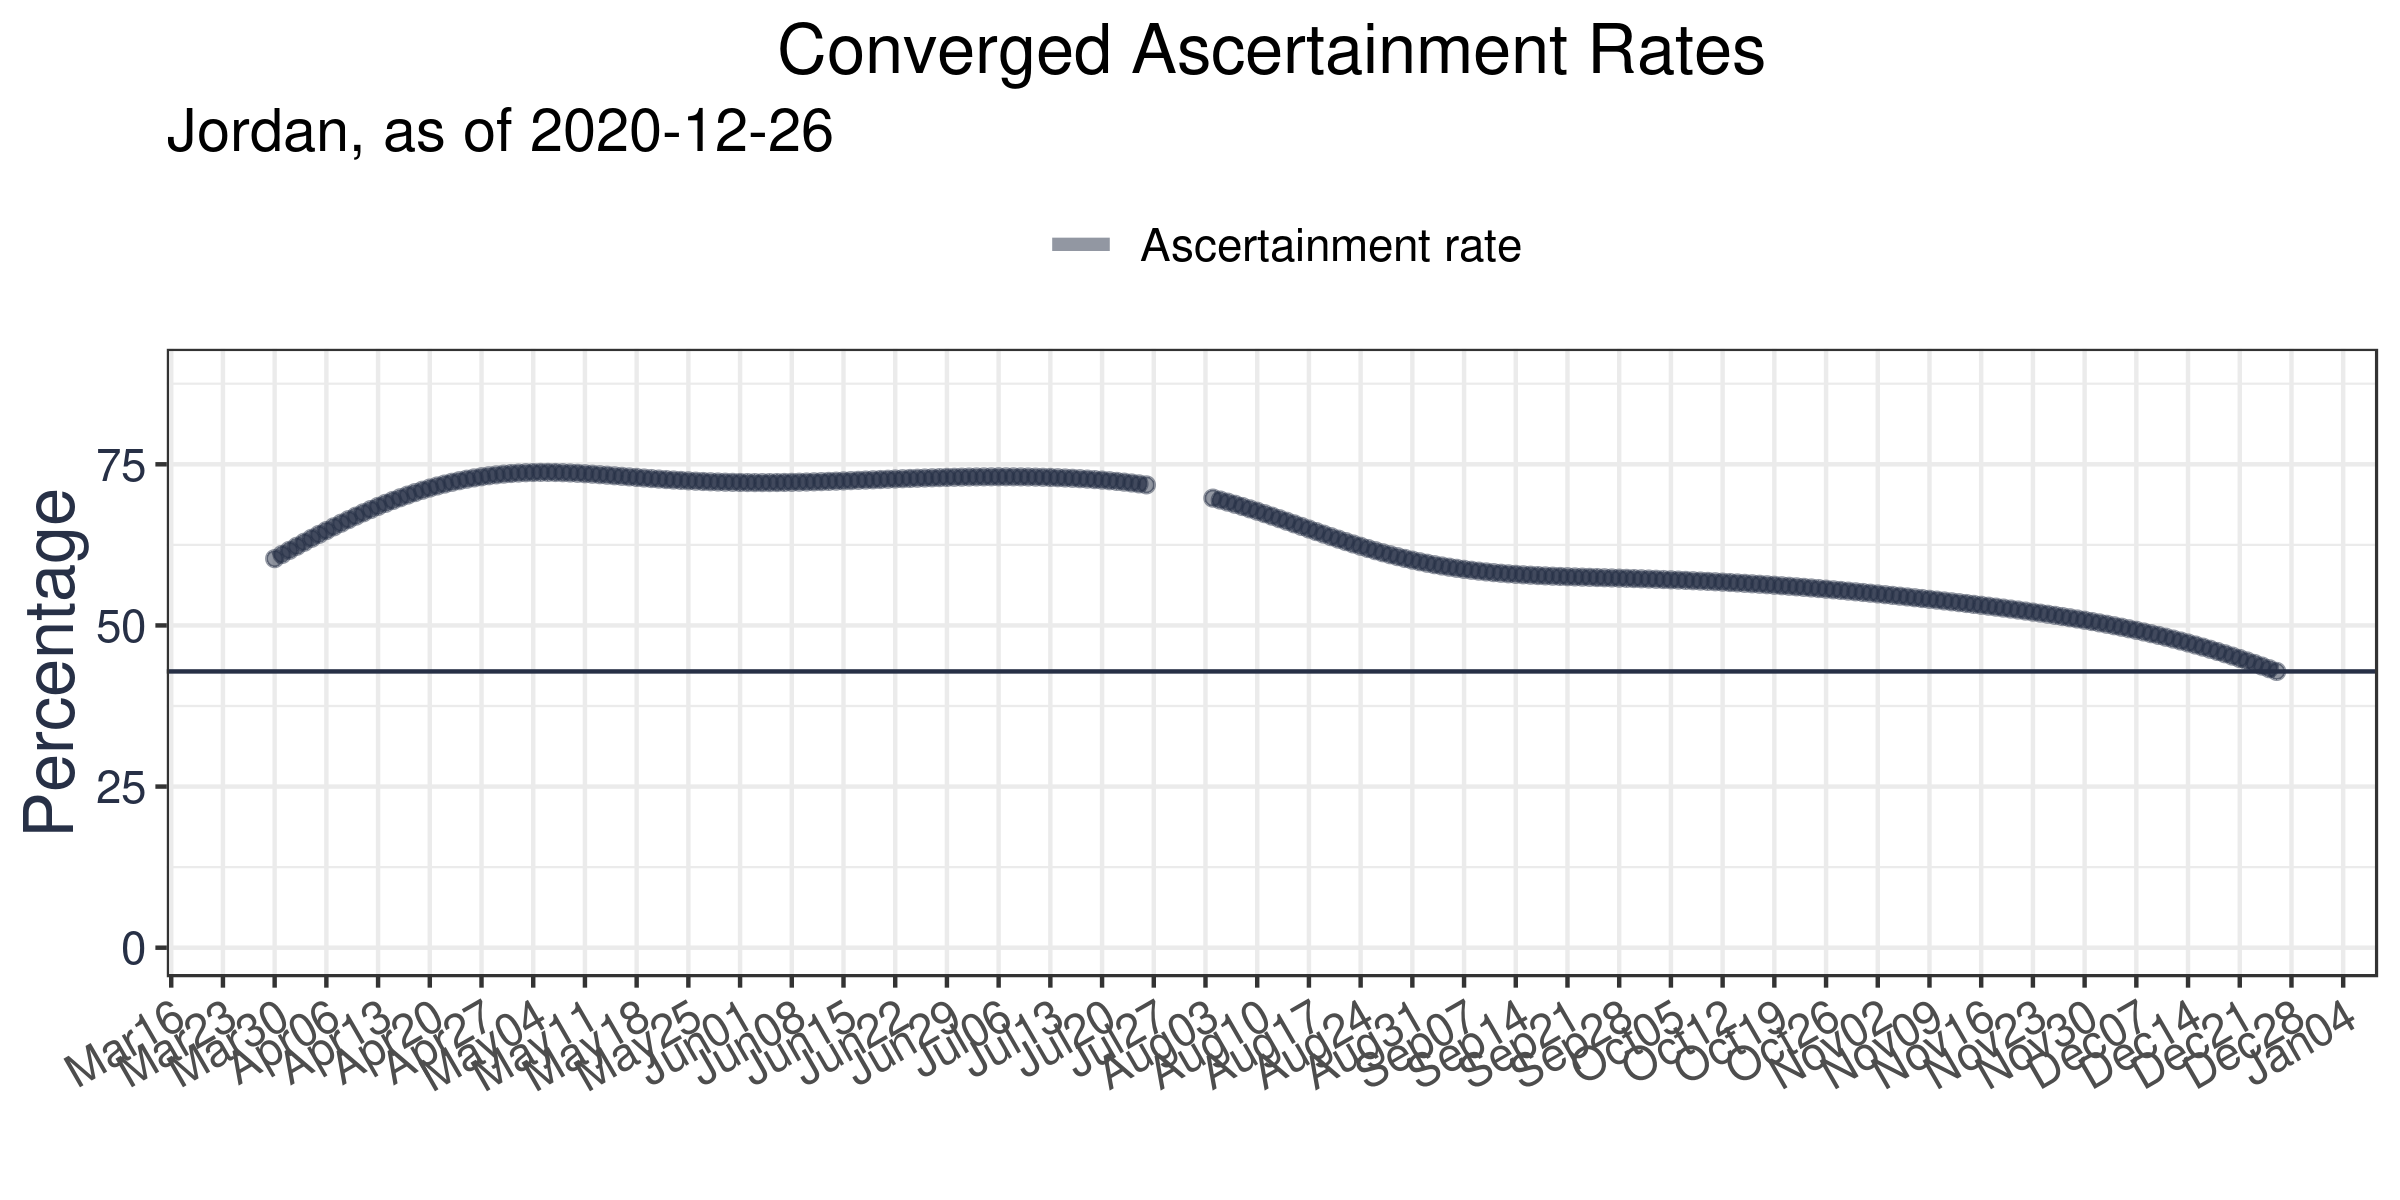 Converged Ascertainment Rates
Jordan, as of 2020-12-26
Ascertainment rate
Percentage
75
50
25
0
Mar16 Mar23 Mar30 Apr06 Apr13 Apr20 Apr27 May04 May11 May18 May25 Jun01 Jun08 Jun15 Jun22 Jun29 Jul06 Jul13 Jul20 Jul27 Aug03 Aug10 Aug17 Aug24 Aug31 Sep07 Sep14 Sep21 Sep28 Oct05 Oct12 Oct19 Oct26 Nov02 Nov09 Nov16 Nov23 Nov30 Dec07 Dec14 Dec21 Dec28 Jan04